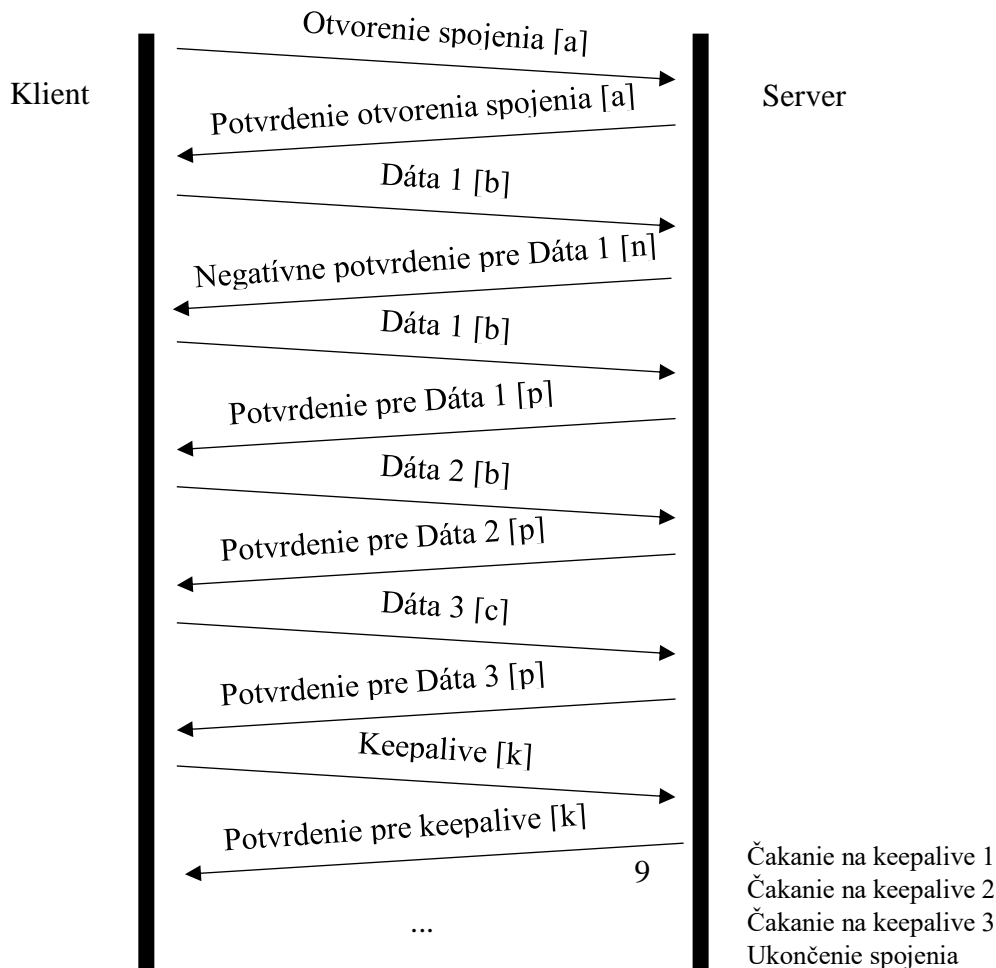 Otvorenie spojenia [a]
Klient
Server
Potvrdenie otvorenia spojenia [a]
Dáta 1 [b]
Negatívne potvrdenie pre Dáta 1 [n]
Dáta 1 [b]
Potvrdenie pre Dáta 1 [p]
Dáta 2 [b]
Potvrdenie pre Dáta 2 [p]
Dáta 3 [c]
Potvrdenie pre Dáta 3 [p]
Keepalive [k]
Potvrdenie pre keepalive [k]
9
Čakanie na keepalive 1
Čakanie na keepalive 2
Čakanie na keepalive 3
Ukončenie spojenia
...